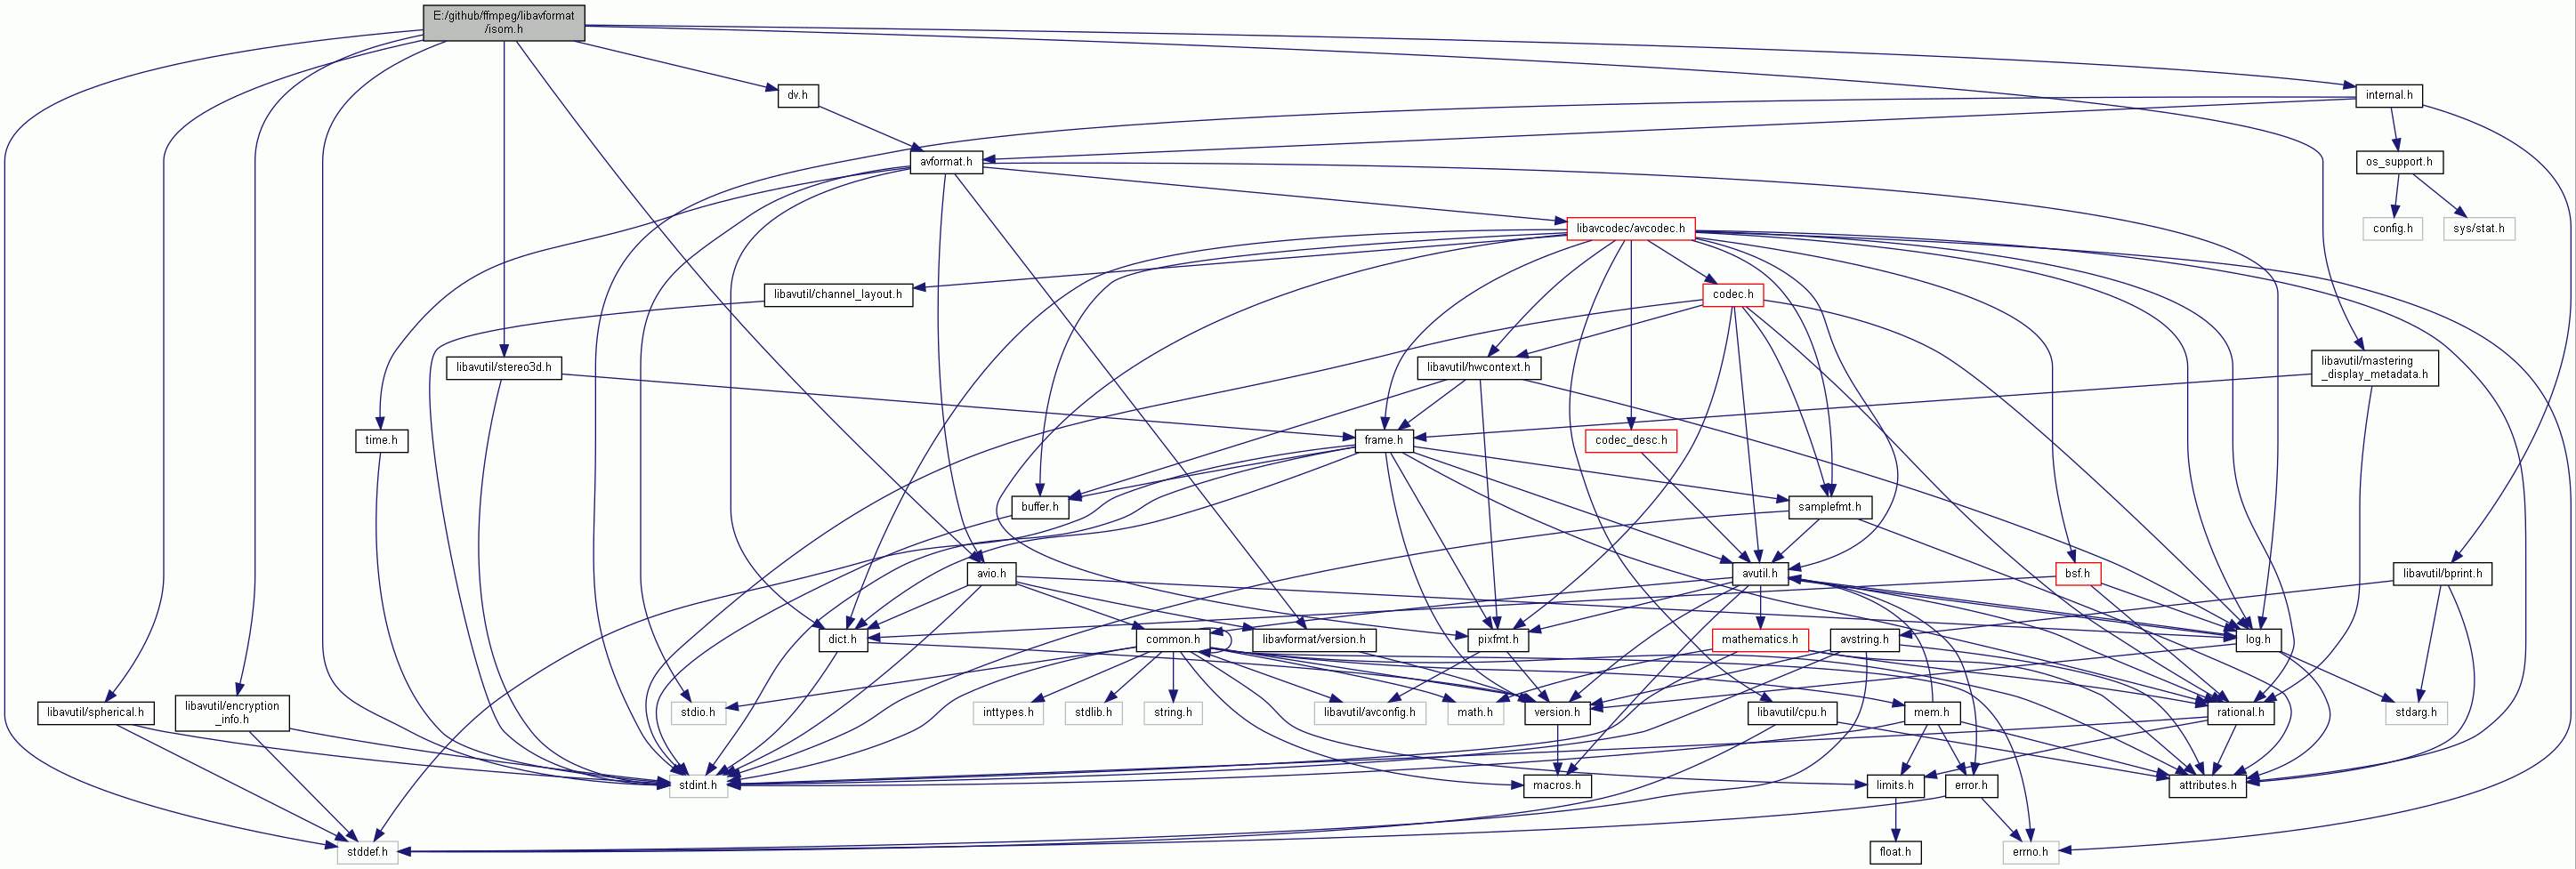 E:/github/ffmpeg/libavformat
/isom.h
dv.h
internal.h
avformat.h
os_support.h
libavcodec/avcodec.h
config.h
sys/stat.h
libavutil/channel_layout.h
codec.h
libavutil/stereo3d.h
libavutil/hwcontext.h
libavutil/mastering
_display_metadata.h
time.h
frame.h
codec_desc.h
buffer.h
samplefmt.h
avio.h
avutil.h
bsf.h
libavutil/bprint.h
dict.h
common.h
libavformat/version.h
pixfmt.h
mathematics.h
avstring.h
log.h
libavutil/spherical.h
libavutil/encryption
_info.h
stdio.h
inttypes.h
stdlib.h
string.h
libavutil/avconfig.h
math.h
version.h
libavutil/cpu.h
mem.h
rational.h
stdarg.h
stdint.h
macros.h
limits.h
error.h
attributes.h
stddef.h
float.h
errno.h